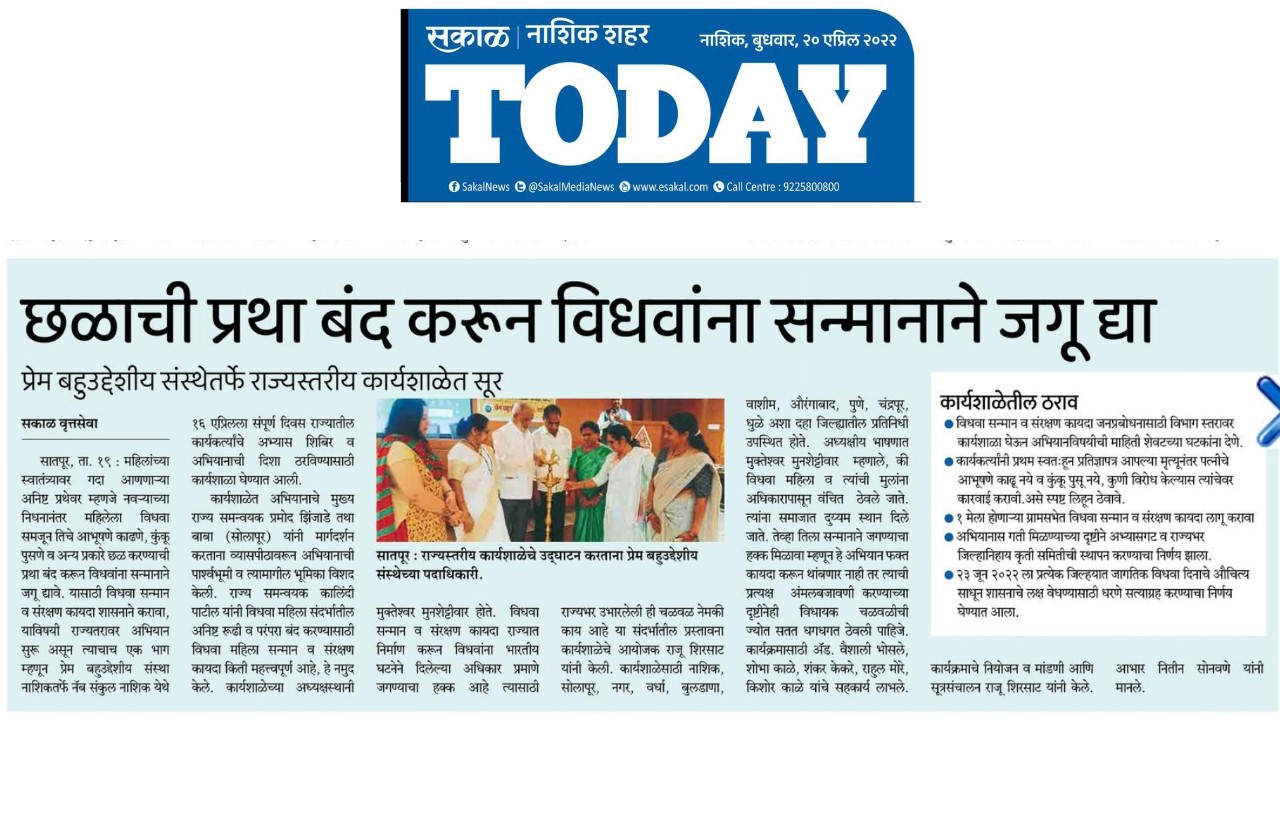 सकाळ | नाशिक शहर
नाशिक, बुधवार, २० एप्रिल २०२२
TODAY
SakalNews @SakalMediaNews www.esakal.com Call Centre : 9225800800
छळाची प्रथा बंद करून विधवांना सन्मानाने जगू द्या
प्रेम बहुउद्देशीय संस्थेतर्फे राज्यस्तरीय कार्यशाळेत सूर
सकाळ वृत्तसेवा
सातपूर, ता. १९ : महिलांच्या
स्वातंत्र्यावर गदा आणणाऱ्या
अनिष्ट प्रथेवर म्हणजे नवऱ्याच्या
निधनानंतर महिलेला विधवा
समजून तिचे आभूषणे काढणे, कुंकू
पुसणे व अन्य प्रकारे छळ करण्याची
प्रथा बंद करून विधवांना सन्मानाने
जगू द्यावे. यासाठी विधवा सन्मान
व संरक्षण कायदा शासनाने करावा,
याविषयी राज्यतरावर अभियान
सुरू असून त्याचाच एक भाग
म्हणून प्रेम बहुउद्देशीय संस्था
नाशिकतर्फे नॅब संकुल नाशिक येथे
१६ एप्रिलला संपूर्ण दिवस राज्यातील
कार्यकर्त्यांचे अभ्यास शिबिर व
अभियानाची दिशा ठरविण्यासाठी
कार्यशाळा घेण्यात आली.
कार्यशाळेत अभियानाचे मुख्य
राज्य समन्वयक प्रमोद झिंजाडे तथा
बाबा (सोलापूर) यांनी मार्गदर्शन
करताना व्यासपीठावरून अभियानाची
पार्श्वभूमी व त्यामागील भूमिका विशद
केली. राज्य समन्वयक कालिंदी
पाटील यांनी विधवा महिला संदर्भातील
अनिष्ट रूढी व परंपरा बंद करण्यासाठी
विधवा महिला सन्मान व संरक्षण
कायदा किती महत्त्वपूर्ण आहे, हे नमुद
केले. कार्यशाळेच्या अध्यक्षस्थानी
सातपूर : राज्यस्तरीय कार्यशाळेचे उद्घाटन करताना प्रेम बहुउद्देशीय
संस्थेच्या पदाधिकारी.
मुक्तेश्वर मुनशेट्टीवार होते. विधवा
सन्मान व संरक्षण कायदा राज्यात
निर्माण करून विधवांना भारतीय
घटनेने दिलेल्या अधिकार प्रमाणे
जगण्याचा हक्क आहे त्यासाठी
राज्यभर उभारलेली ही चळवळ नेमकी
काय आहे या संदर्भातील प्रस्तावना
कार्यशाळेचे आयोजक राजू शिरसाट
यांनी केली. कार्यशाळेसाठी नाशिक,
सोलापूर, नगर, वर्धा, बुलडाणा,
वाशीम, औरंगाबाद, पुणे, चंद्रपूर,
धुळे अशा दहा जिल्ह्यातील प्रतिनिधी
उपस्थित होते. अध्यक्षीय भाषणात
मुक्तेश्वर मुनशेट्टीवार म्हणाले, की
विधवा महिला व त्यांची मुलांना
अधिकारापासून वंचित ठेवले जाते.
त्यांना समाजात दुय्यम स्थान दिले
जाते. तेव्हा तिला सन्मानाने जगण्याचा
हक्क मिळावा म्हणून हे अभियान फक्त
कायदा करून थांबणार नाही तर त्याची
प्रत्यक्ष अंमलबजावणी करण्याच्या
दृष्टीनेही विधायक चळवळीची
ज्योत सतत धगधगत ठेवली पाहिजे.
कार्यक्रमासाठी अ‍ॅड. वैशाली भोसले,
शोभा काळे, शंकर केकरे, राहुल मोरे,
किशोर काळे यांचे सहकार्य लाभले.
कार्यशाळेतील ठराव
विधवा सन्मान व संरक्षण कायदा जनप्रबोधनासाठी विभाग स्तरावर
कार्यशाळा घेऊन अभियानविषयीची माहिती शेवटच्या घटकांना देणे.
कार्यकर्त्यांनी प्रथम स्वतःहून प्रतिज्ञापत्र आपल्या मृत्यूनंतर पत्नीचे
आभूषणे काढू नये व कुंकू पुसू नये, कुणी विरोध केल्यास त्यांचेवर
कारवाई करावी.असे स्पष्ट लिहून ठेवावे.
१ मेला होणाऱ्या ग्रामसभेत विधवा सन्मान व संरक्षण कायदा लागू करावा
अभियानास गती मिळण्याच्या दृष्टीने अभ्यासगट व राज्यभर
जिल्हानिहाय कृती समितीची स्थापन करण्याचा निर्णय झाला.
२३ जून २०२२ ला प्रत्येक जिल्हयात जागतिक विधवा दिनाचे औचित्य
साधून शासनाचे लक्ष वेधण्यासाठी धरणे सत्याग्रह करण्याचा निर्णय
घेण्यात आला.
कार्यक्रमाचे नियोजन व मांडणी आणि
सूत्रसंचालन राजू शिरसाट यांनी केले.
आभार नितीन सोनवणे यांनी
मानले.